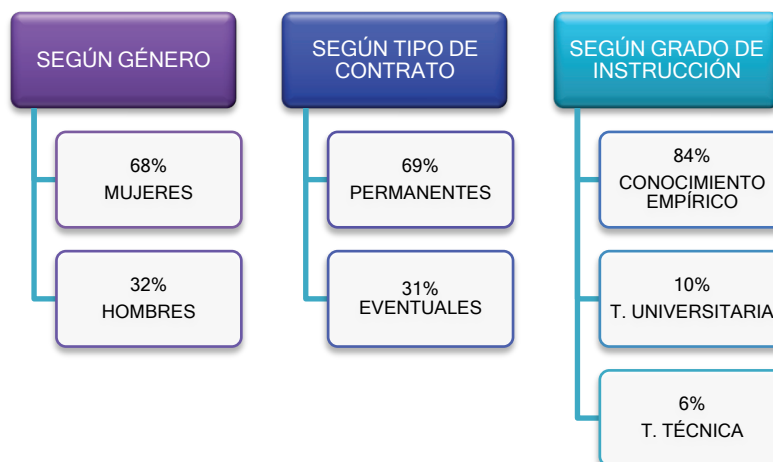 SEGÚN GÉNERO
68%
MUJERES
32%
HOMBRES
SEGÚN TIPO DE
CONTRATO
69%
PERMANENTES
31%
EVENTUALES
SEGÚN GRADO DE
INSTRUCCIÓN
84%
CONOCIMIENTO
EMPÍRICO
10%
T. UNIVERSITARIA
6%
T. TÉCNICA